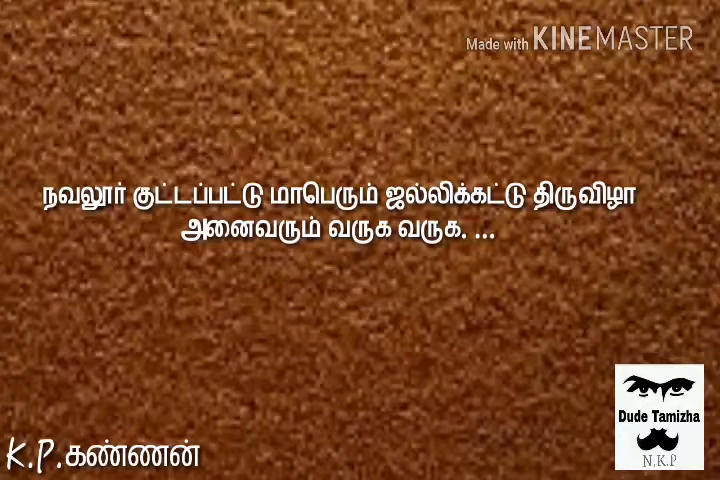 Made with KINEMASTER
நவலூர் குட்டப்பட்டு மாபெரும் ஜல்லிக்கட்டு திருவிழா
அனைவரும் வருக வருக. ...
Dude Tamizha
N.K.P
K.P.கண்ணன்